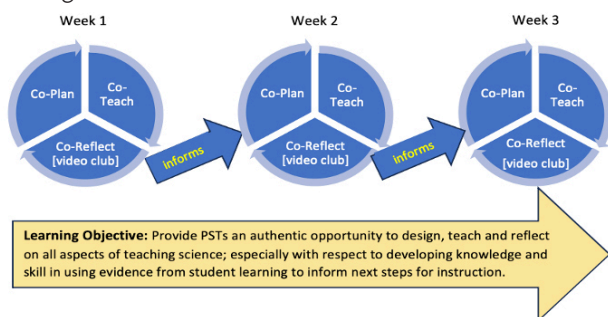 Week 1
Week 2
Week 3
Co-Plan
Co-
Teach
Co-Reflect
[video club]
informs
Co-Plan
Co-
Teach
Co-Reflect
[video club]
informs
Co-Plan
Co-
Teach
Co-Reflect
[video club]
Learning Objective: Provide PSTs an authentic opportunity to design, teach and reflect
on all aspects of teaching science; especially with respect to developing knowledge and
skill in using evidence from student learning to inform next steps for instruction.